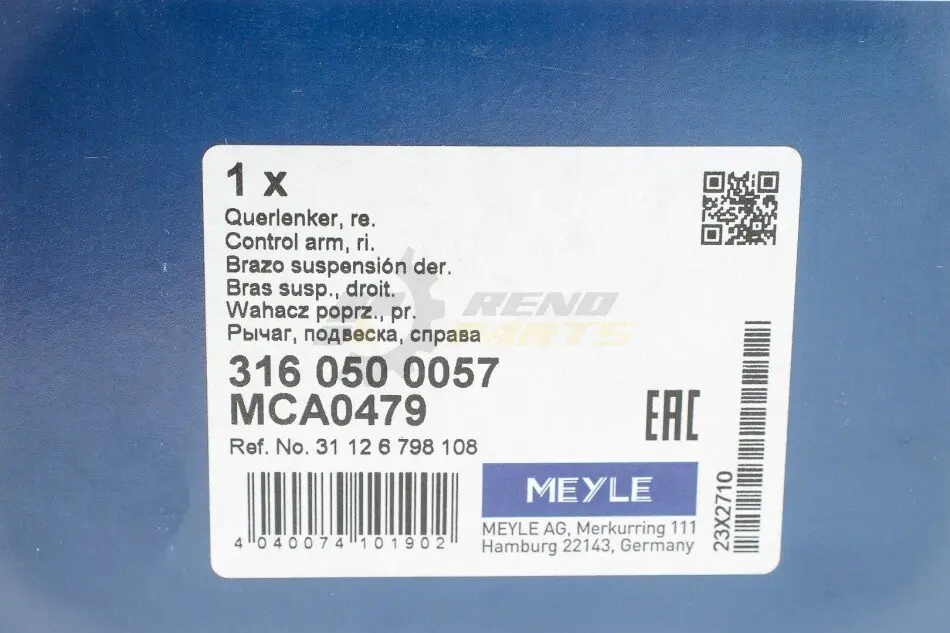 1 x
Querlenker, re.
Control arm, ri.
Brazo suspensión der.
Bras susp., droit.
Wahacz poprz., pr.
Рычаг, подвеска, справа
RENO
PARTS
316 050 0057
MCA0479
Ref. No. 31 12 6 798 108
EAC
MEYLE
MEYLE AG, Merkurring 111
Hamburg 22143, Germany
4 040074 101902
23X2710